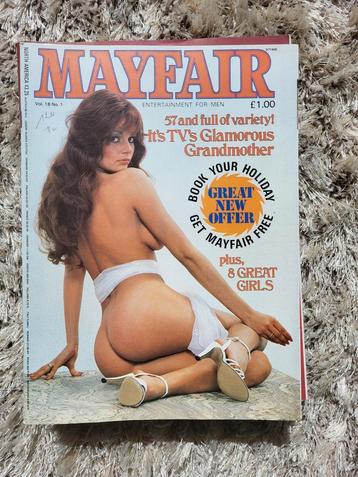 MAYFAIR
Vol. 18 No. 1
ENTERTAINMENT FOR MEN
£1.00
57 and full of variety!
It's TV's Glamorous
Grandmother
BOOK YOUR HOLIDAY
GREAT
NEW
OFFER
GET MAYFAIR FREE
plus,
8 GREAT
GIRLS